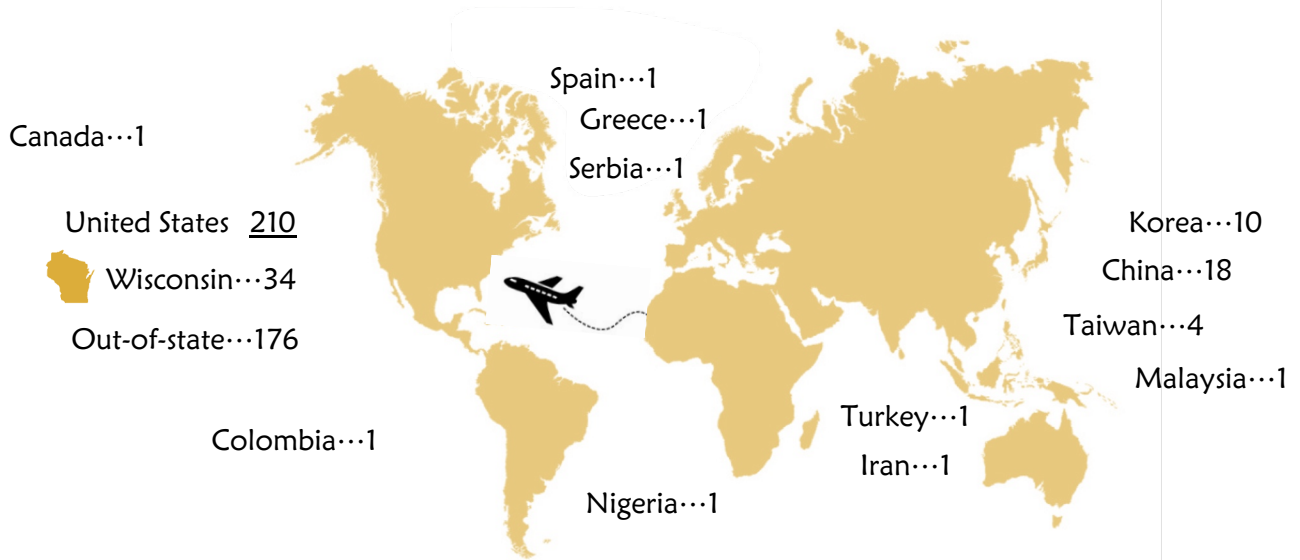 Spain···1
Greece···1
Serbia···1
Canada···1
United States 210
Wisconsin···34
Out-of-state···176
Colombia···1
Nigeria···1
Turkey···1
Iran···1
Korea···10
China···18
Taiwan···4
Malaysia···1